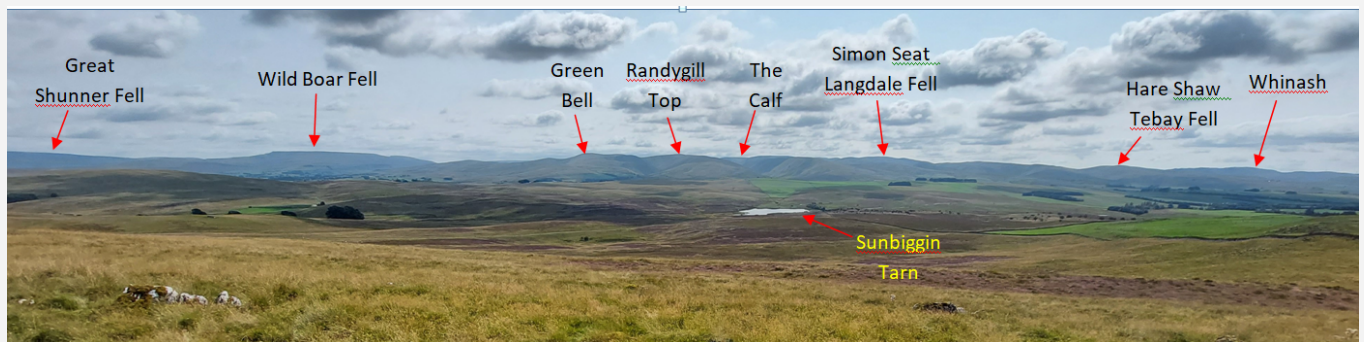 Great
Shunner Fell
Wild Boar Fell
Green
Bell
Randygill
Top
The
Calf
Simon Seat
Langdale Fell
Hare Shaw
Tebay Fell
Whinash
Sunbiggin
Tarn